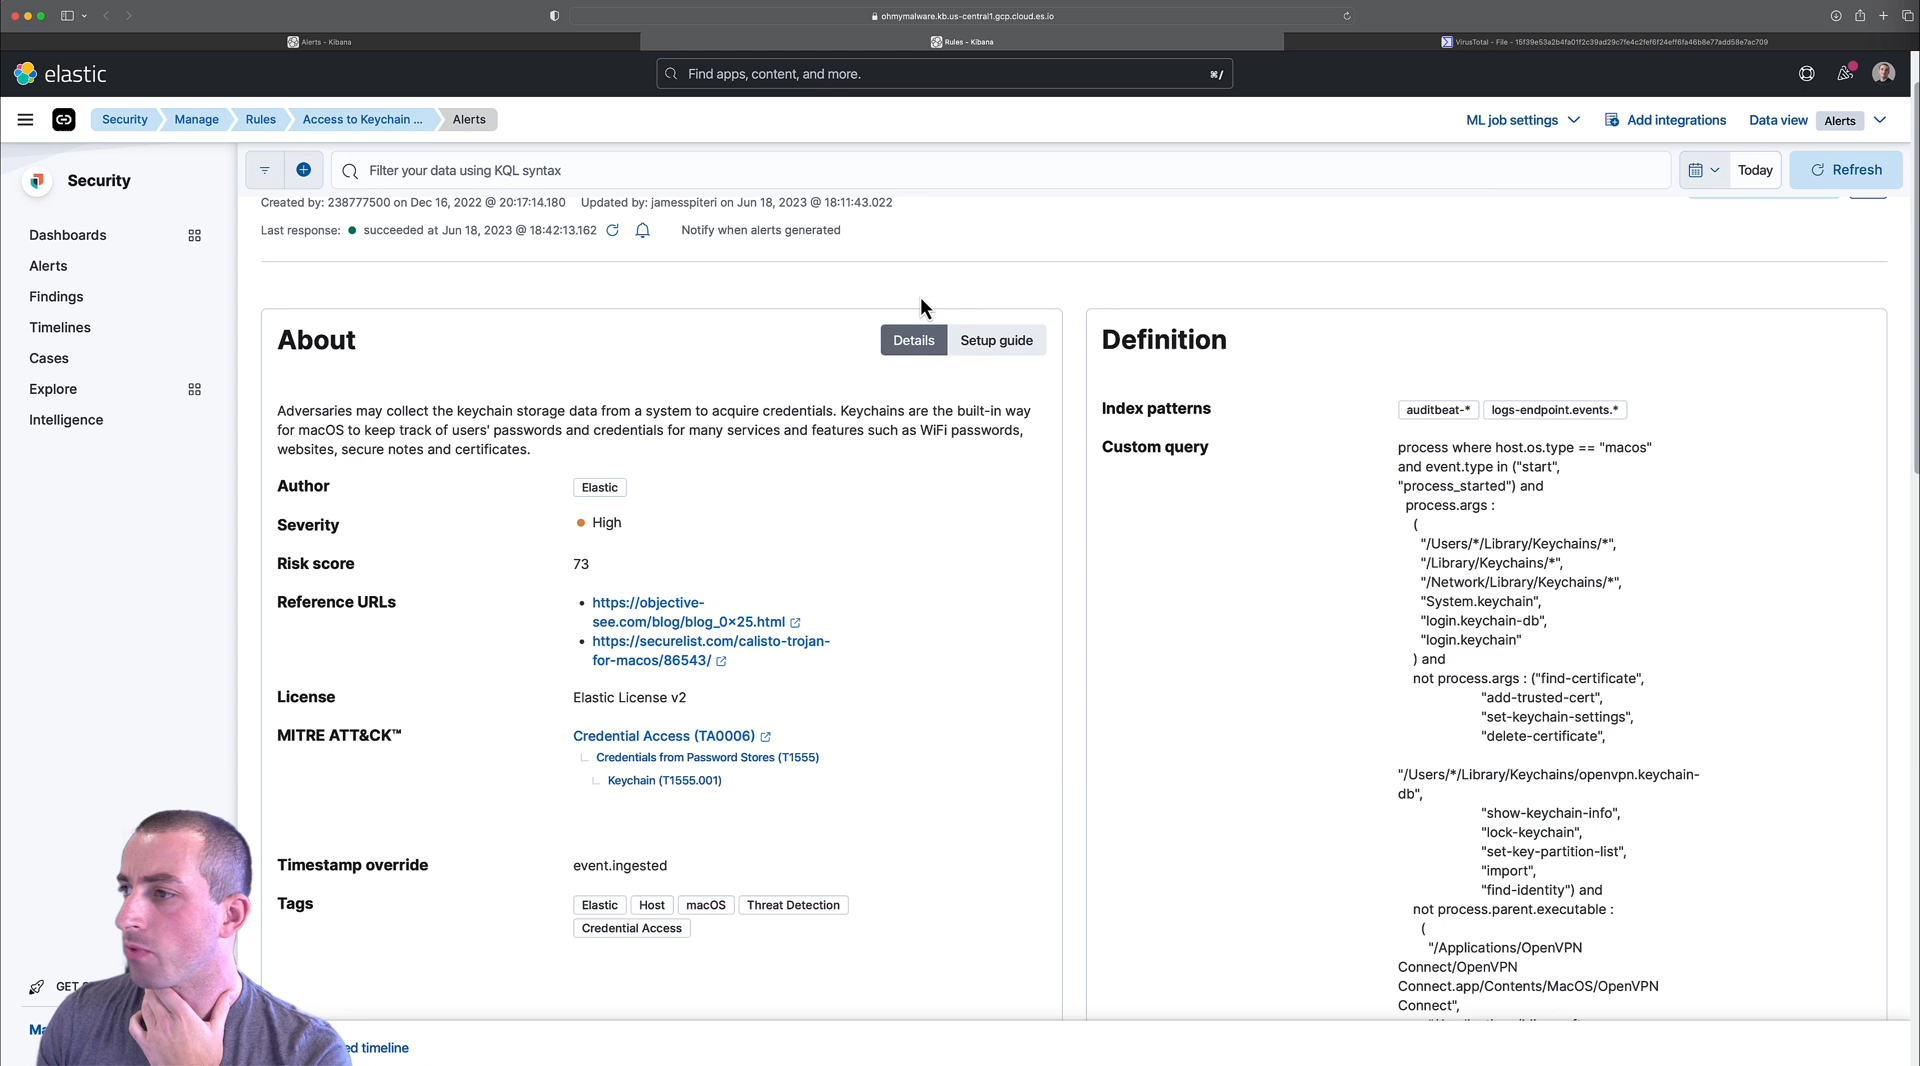 ohmymalware.kb.us-central1.gcp.cloud.es.io
Alerts - Kibana
Rules - Kibana
VirusTotal - File - 15f39e53a2b4fa01f2c39ad29c7fe4c2fef6f24eff6fa46b8e77add58e7ac709
elastic
Find apps, content, and more.
⌘/
Security
Manage
Rules
Access to Keychain ...
Alerts
ML job settings
Add integrations
Data view
Alerts
Security
Filter your data using KQL syntax
Today
Refresh
Created by: 238777500 on Dec 16, 2022 @ 20:17:14.180
Updated by: jamesspiteri on Jun 18, 2023 @ 18:11:43.022
Last response:
succeeded at Jun 18, 2023 @ 18:42:13.162
Notify when alerts generated
Dashboards
Alerts
Findings
Timelines
Cases
Explore
Intelligence
About
Details
Setup guide
Adversaries may collect the keychain storage data from a system to acquire credentials. Keychains are the built-in way
for macOS to keep track of users' passwords and credentials for many services and features such as WiFi passwords,
websites, secure notes and certificates.
Author
Elastic
Severity
High
Risk score
73
Reference URLs
https://objective-
see.com/blog/blog_0x25.html
https://securelist.com/calisto-trojan-
for-macos/86543/
License
Elastic License v2
MITRE ATT&CK™
Credential Access (TA0006)
Credentials from Password Stores (T1555)
Keychain (T1555.001)
Timestamp override
event.ingested
Tags
Elastic
Host
macOS
Threat Detection
Credential Access
Definition
Index patterns
auditbeat-*
logs-endpoint.events.*
Custom query
process where host.os.type == "macos"
and event.type in ("start",
"process_started") and
process.args :
(
"/Users/*/Library/Keychains/*",
"/Library/Keychains/*",
"/Network/Library/Keychains/*",
"System.keychain",
"login.keychain-db",
"login.keychain"
) and
not process.args : ("find-certificate",
"add-trusted-cert",
"set-keychain-settings",
"delete-certificate",
"/Users/*/Library/Keychains/openvpn.keychain-
db",
"show-keychain-info",
"lock-keychain",
"set-key-partition-list",
"import",
"find-identity") and
not process.parent.executable :
(
"/Applications/OpenVPN
Connect/OpenVPN
Connect.app/Contents/MacOS/OpenVPN
Connect",
GET
timeline